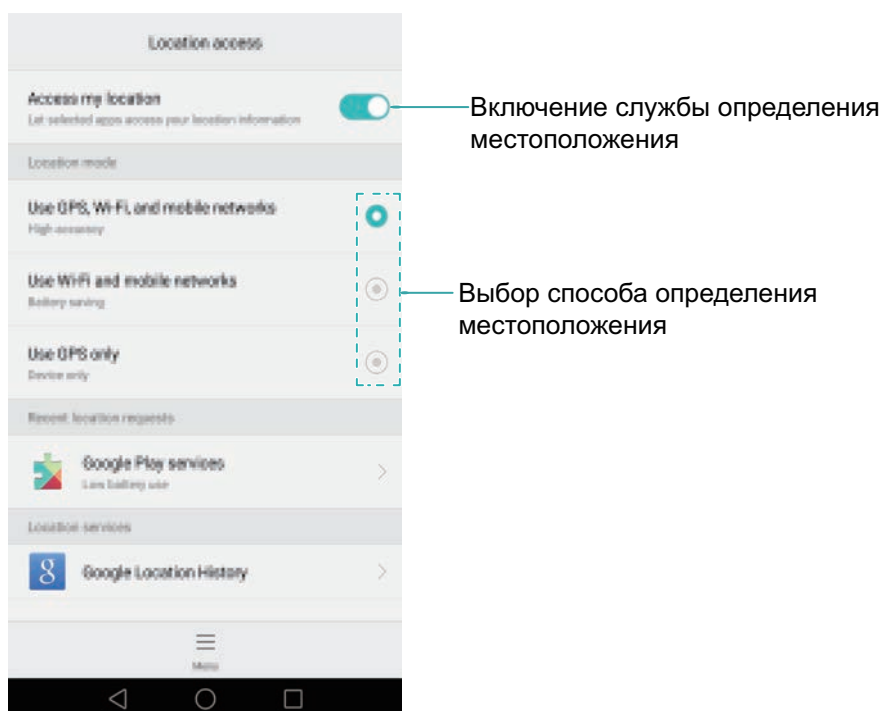 Location access
Access my location
Let selected apps access your location information
Включение службы определения
местоположения
Location mode
Use GPS, Wi-Fi, and mobile networks
High accuracy
Use Wi-Fi and mobile networks
Battery saving
Выбор способа определения
местоположения
Use GPS only
Device only
Recent location requests
Google Play services
Low battery use
Location services
8
Google Location History
Menu